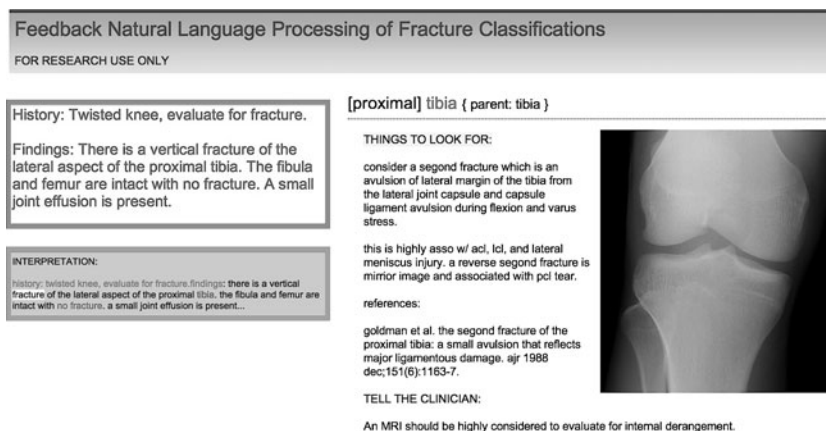 Feedback Natural Language Processing of Fracture Classifications
FOR RESEARCH USE ONLY
History: Twisted knee, evaluate for fracture.
Findings: There is a vertical fracture of the
lateral aspect of the proximal tibia. The fibula
and femur are intact with no fracture. A small
joint effusion is present.
INTERPRETATION:
history: twisted knee, evaluate for fracture.findings: there is a vertical
fracture of the lateral aspect of the proximal tibia. the fibula and femur are
intact with no fracture. a small joint effusion is present...
[proximal] tibia { parent: tibia }
THINGS TO LOOK FOR:
consider a segond fracture which is an
avulsion of lateral margin of the tibia from
the lateral joint capsule and capsule
ligament avulsion during flexion and varus
stress.
this is highly asso w/ acl, lcl, and lateral
meniscus injury. a reverse segond fracture is
mirrior image and associated with pcl tear.
references:
goldman et al. the segond fracture of the
proximal tibia: a small avulsion that reflects
major ligamentous damage. ajr 1988
dec;151(6):1163-7.
TELL THE CLINICIAN:
An MRI should be highly considered to evaluate for internal derangement.